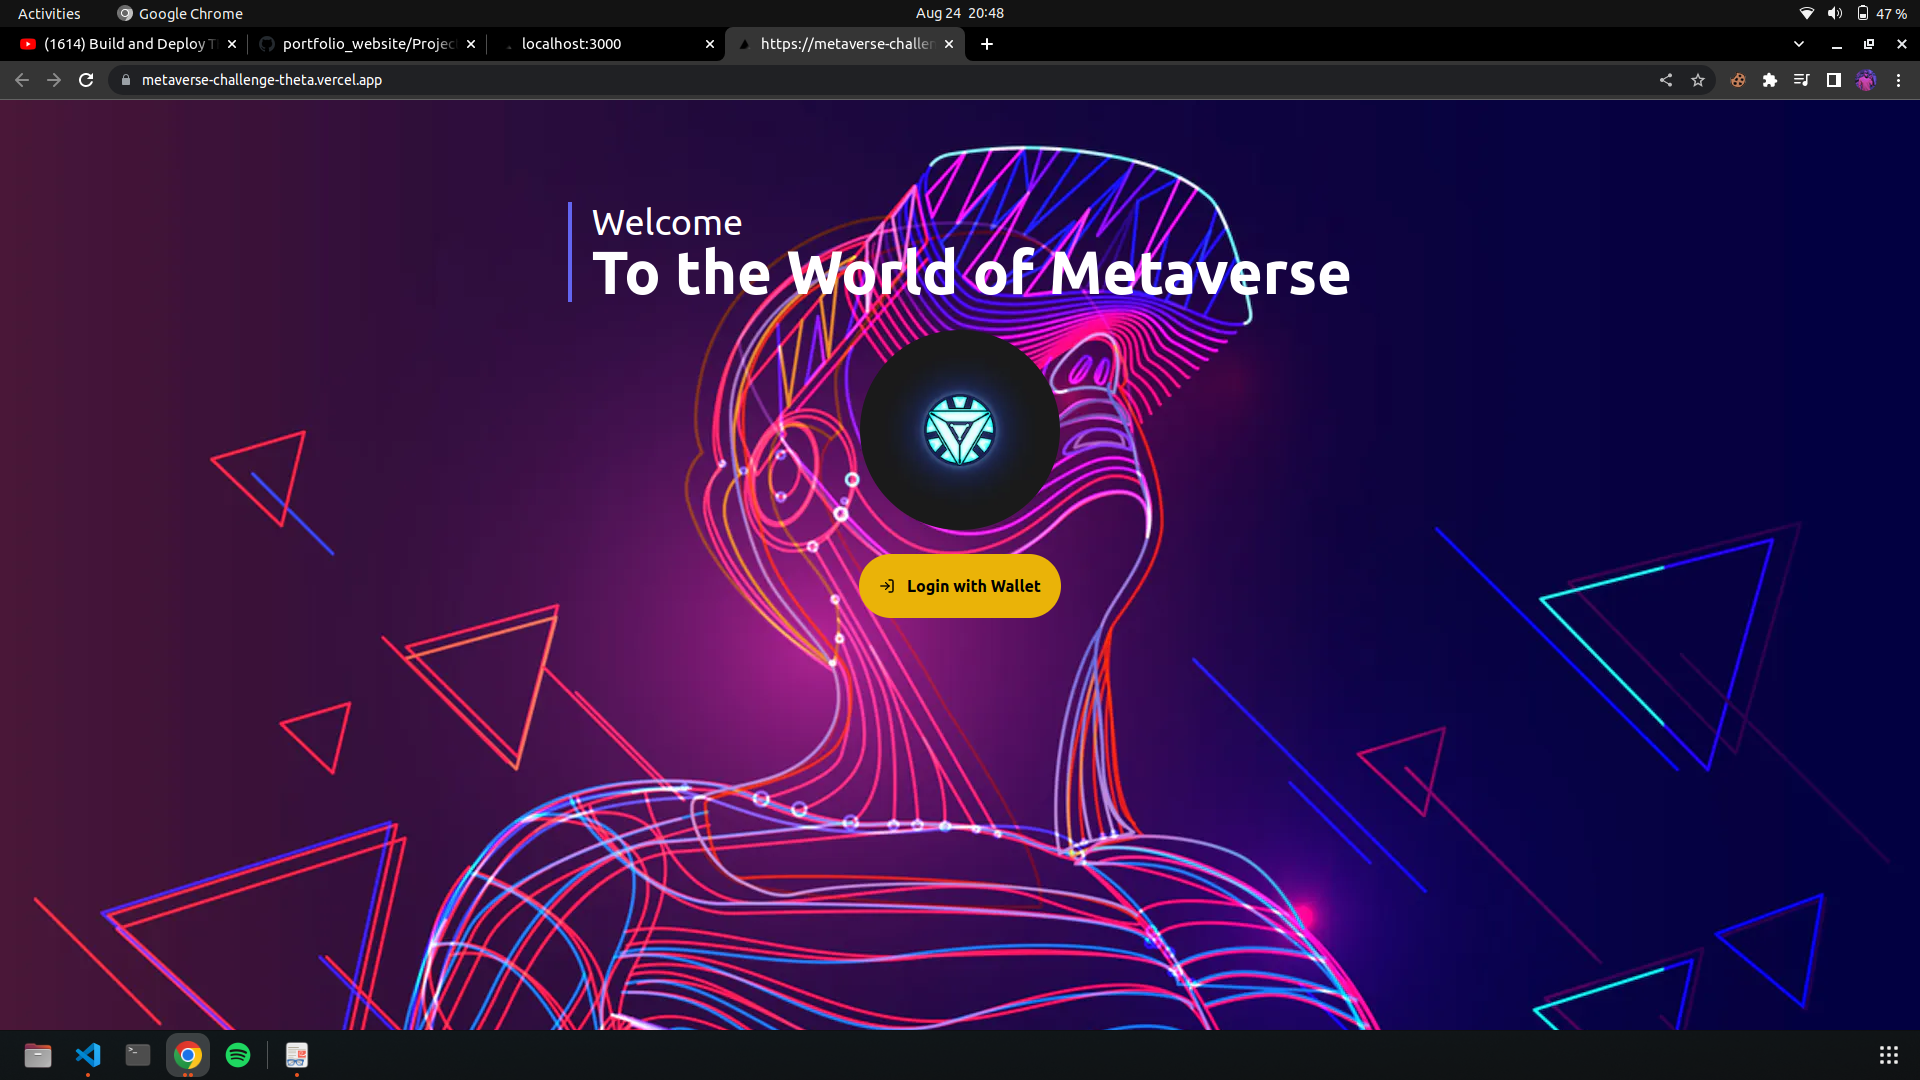 Activities
Google Chrome
Aug 24 20:48
47 %
(1614) Build and Deploy T
portfolio_website/Projec
localhost:3000
https://metaverse-challen
metaverse-challenge-theta.vercel.app
Welcome
To the World of Metaverse
Login with Wallet